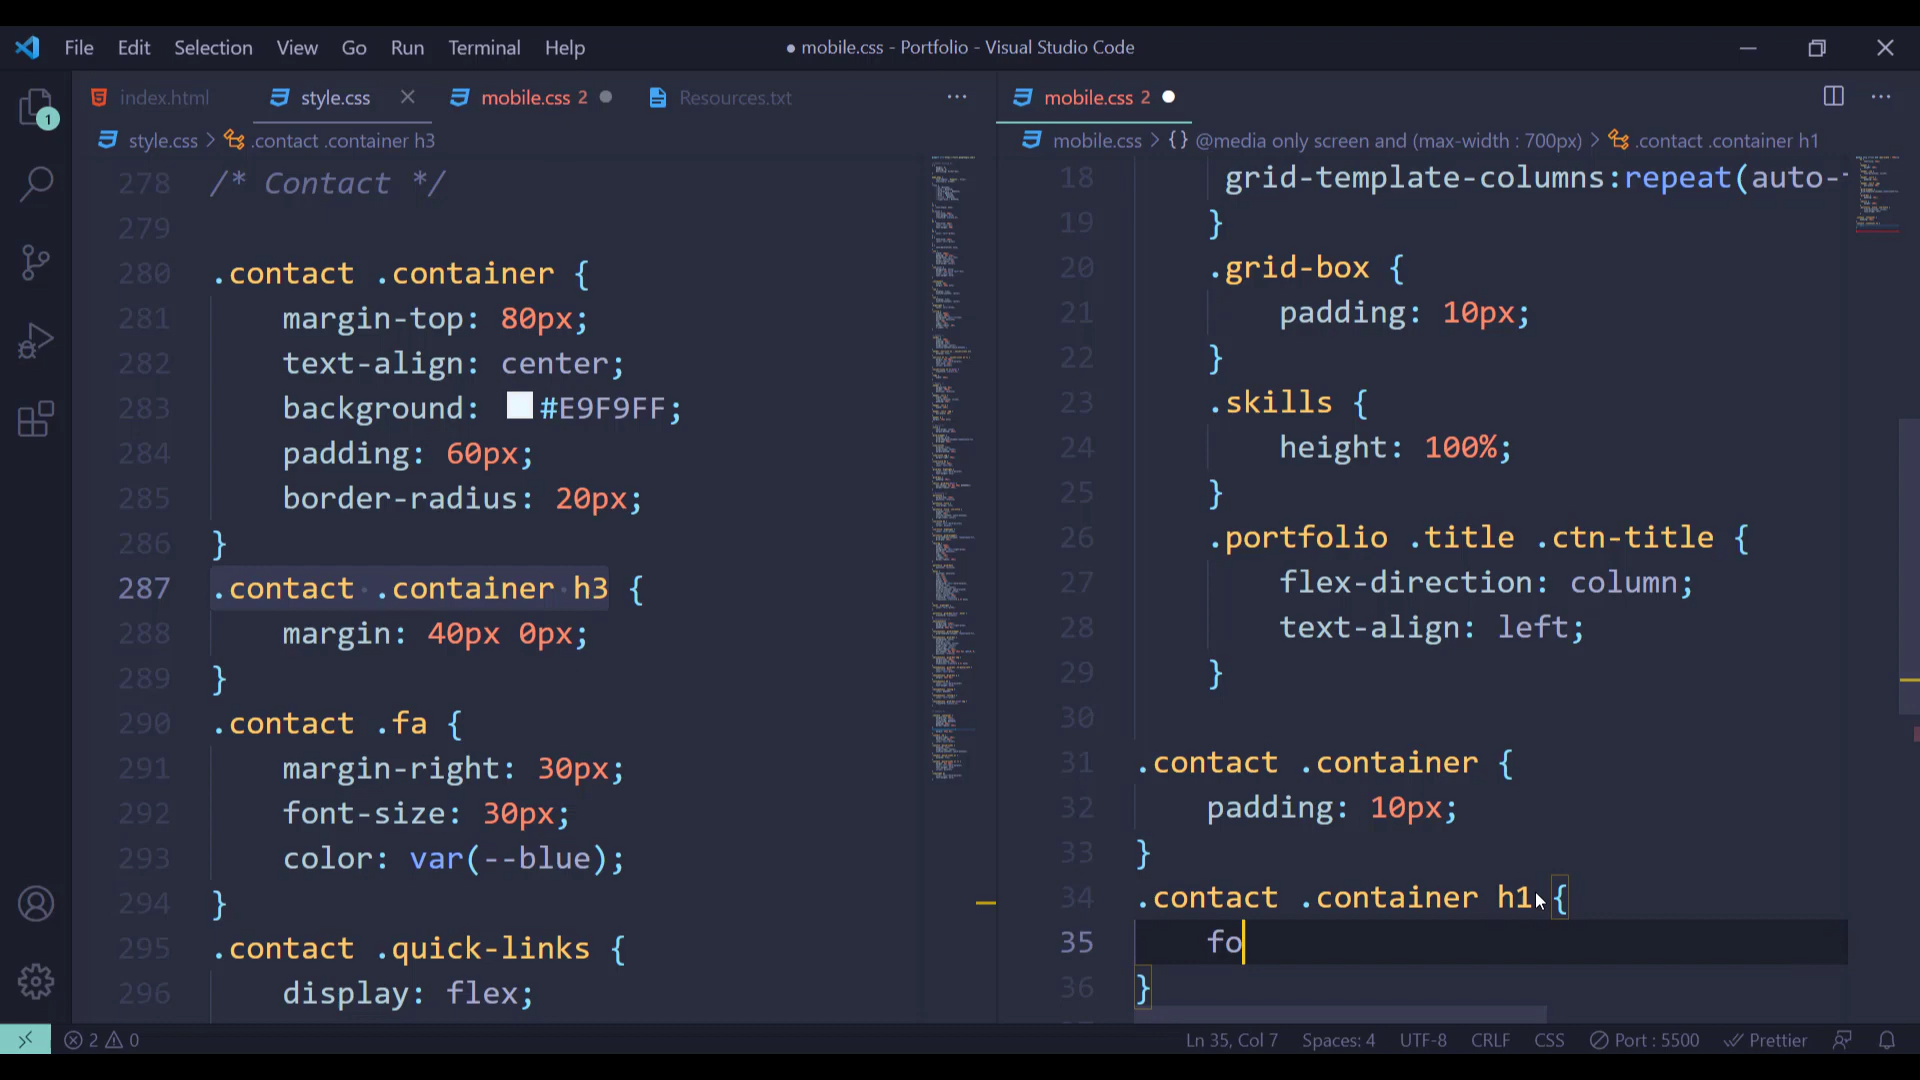 File Edit Selection View Go Run Terminal Help ● mobile.css - Portfolio - Visual Studio Code
index.html style.css mobile.css 2 Resources.txt ...
style.css > .contact .container h3
278 /* Contact */
279
280 .contact .container {
281 margin-top: 80px;
282 text-align: center;
283 background: #E9F9FF;
284 padding: 60px;
285 border-radius: 20px;
286 }
287 .contact .container h3 {
288 margin: 40px 0px;
289 }
290 .contact .fa {
291 margin-right: 30px;
292 font-size: 30px;
293 color: var(--blue);
294 }
295 .contact .quick-links {
296 display: flex;
mobile.css 2 ...
mobile.css > {} @media only screen and (max-width : 700px) > .contact .container h1
18 grid-template-columns:repeat(auto-
19 }
20 .grid-box {
21 padding: 10px;
22 }
23 .skills {
24 height: 100%;
25 }
26 .portfolio .title .ctn-title {
27 flex-direction: column;
28 text-align: left;
29 }
30
31 .contact .container {
32 padding: 10px;
33 }
34 .contact .container h1 {
35 fo
36 }
1
2 0 Ln 35, Col 7 Spaces: 4 UTF-8 CRLF CSS Port : 5500 Prettier